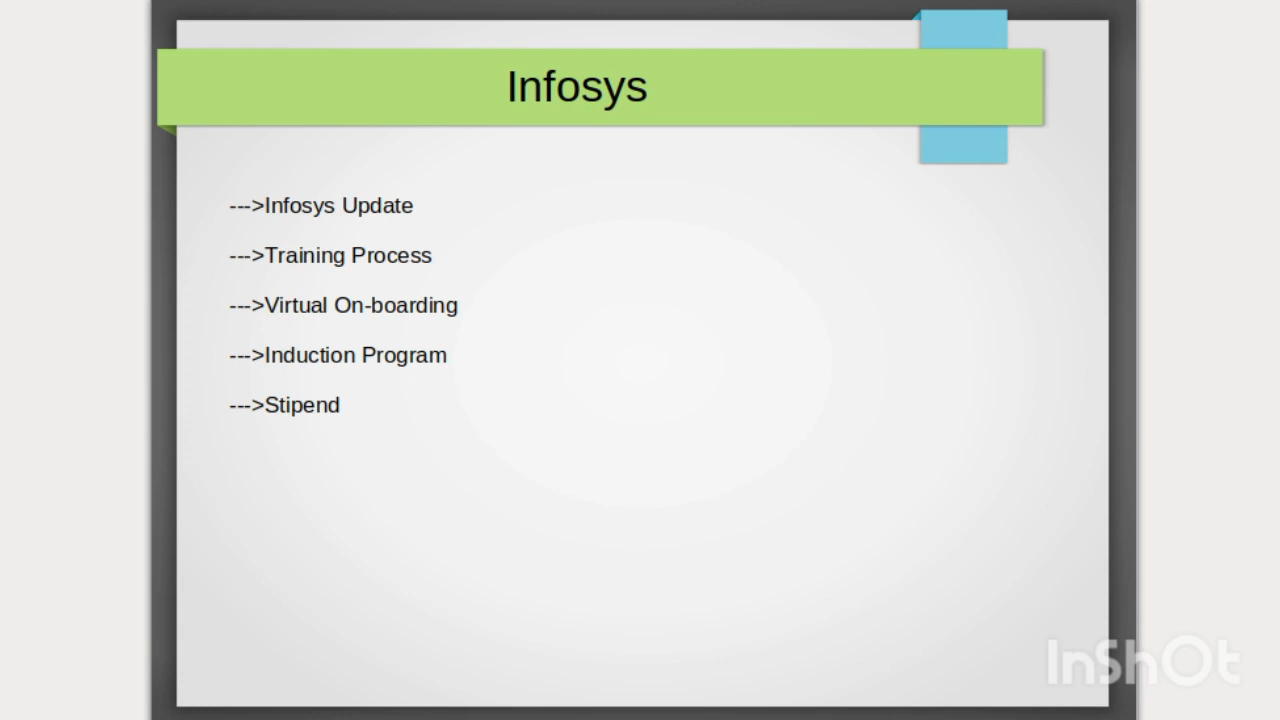 Infosys
--->Infosys Update
--->Training Process
--->Virtual On-boarding
--->Induction Program
--->Stipend
InShOt